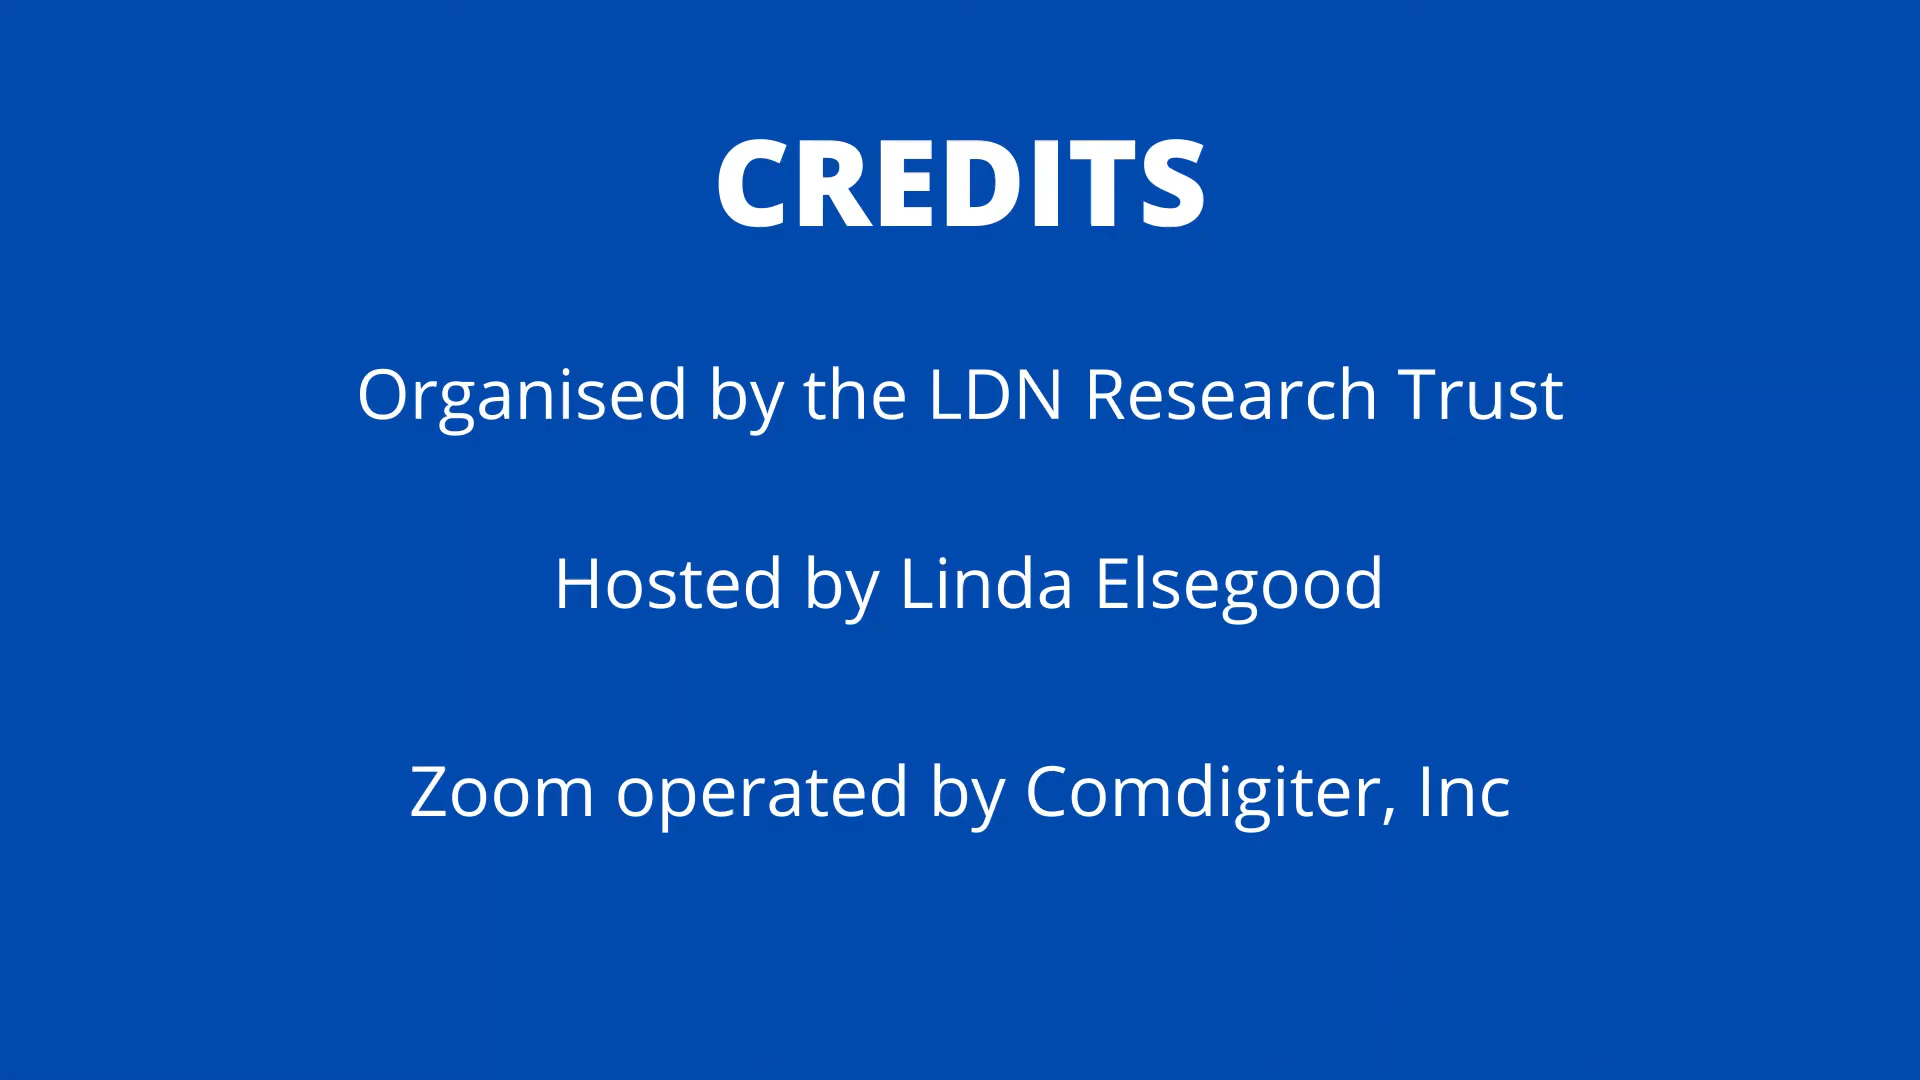 CREDITS
Organised by the LDN Research Trust
Hosted by Linda Elsegood
Zoom operated by Comdigiter, Inc